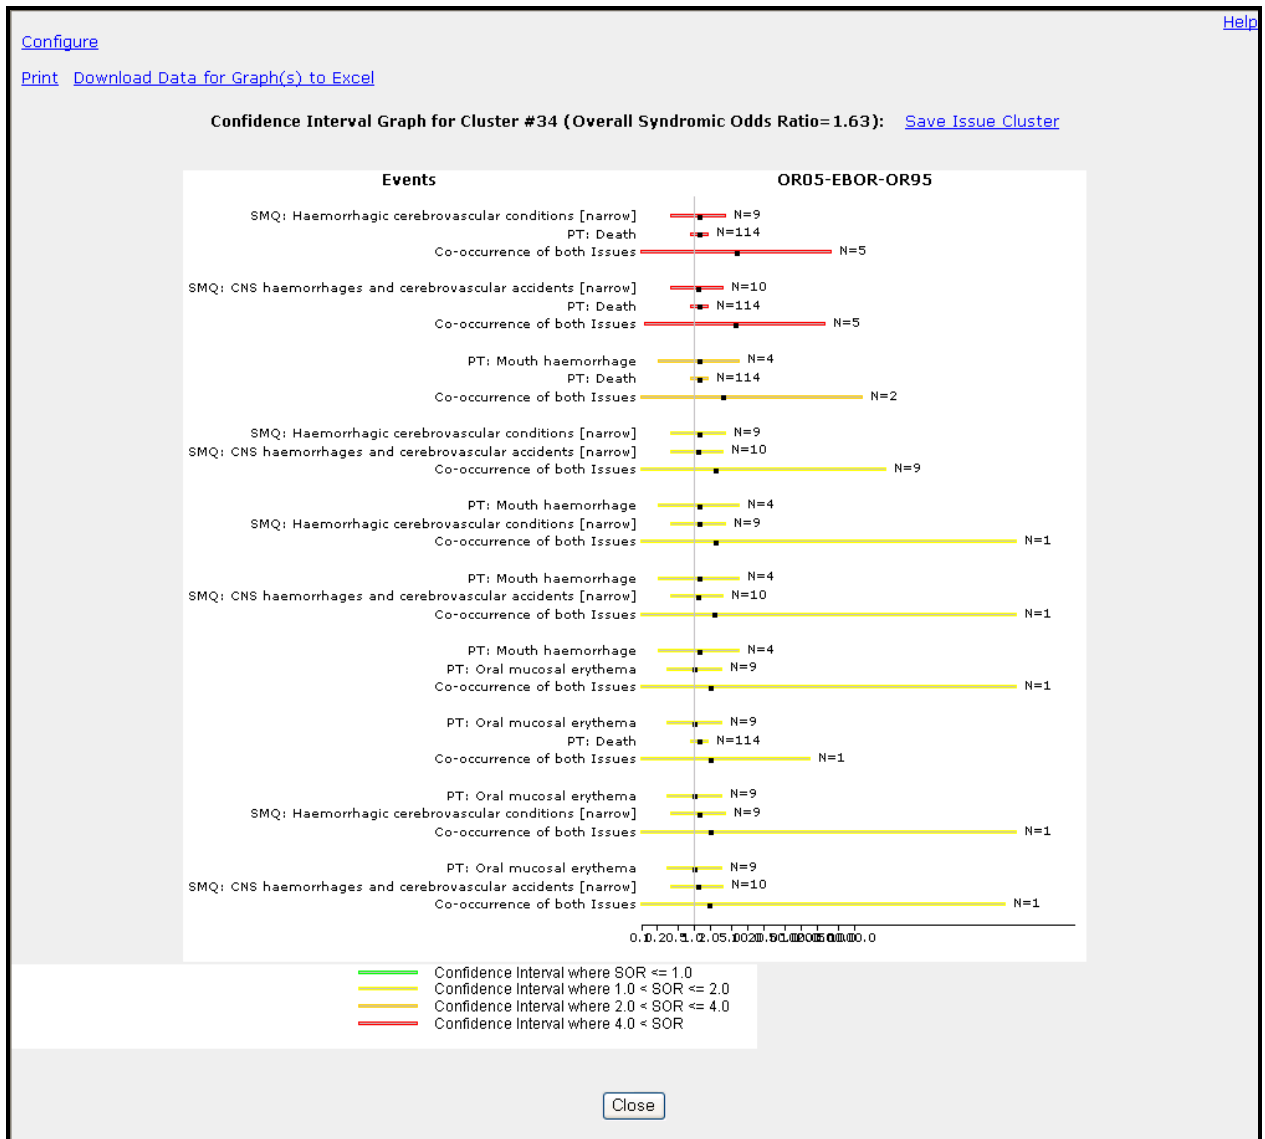 Help
Configure
Print Download Data for Graph(s) to Excel
Confidence Interval Graph for Cluster #34 (Overall Syndromic Odds Ratio=1.63): Save Issue Cluster
Events OR05-EBOR-OR95
SMQ: Haemorrhagic cerebrovascular conditions [narrow] N=9
PT: Death N=114
Co-occurrence of both Issues N=5
SMQ: CNS haemorrhages and cerebrovascular accidents [narrow] N=10
PT: Death N=114
Co-occurrence of both Issues N=5
PT: Mouth haemorrhage N=4
PT: Death N=114
Co-occurrence of both Issues N=2
SMQ: Haemorrhagic cerebrovascular conditions [narrow] N=9
SMQ: CNS haemorrhages and cerebrovascular accidents [narrow] N=10
Co-occurrence of both Issues N=9
PT: Mouth haemorrhage N=4
SMQ: Haemorrhagic cerebrovascular conditions [narrow] N=9
Co-occurrence of both Issues N=1
PT: Mouth haemorrhage N=4
SMQ: CNS haemorrhages and cerebrovascular accidents [narrow] N=10
Co-occurrence of both Issues N=1
PT: Mouth haemorrhage N=4
PT: Oral mucosal erythema N=9
Co-occurrence of both Issues N=1
PT: Oral mucosal erythema N=9
PT: Death N=114
Co-occurrence of both Issues N=1
PT: Oral mucosal erythema N=9
SMQ: Haemorrhagic cerebrovascular conditions [narrow] N=9
Co-occurrence of both Issues N=1
PT: Oral mucosal erythema N=9
SMQ: CNS haemorrhages and cerebrovascular accidents [narrow] N=10
Co-occurrence of both Issues N=1
Confidence Interval where SOR <= 1.0
Confidence Interval where 1.0 < SOR <= 2.0
Confidence Interval where 2.0 < SOR <= 4.0
Confidence Interval where 4.0 < SOR
Close